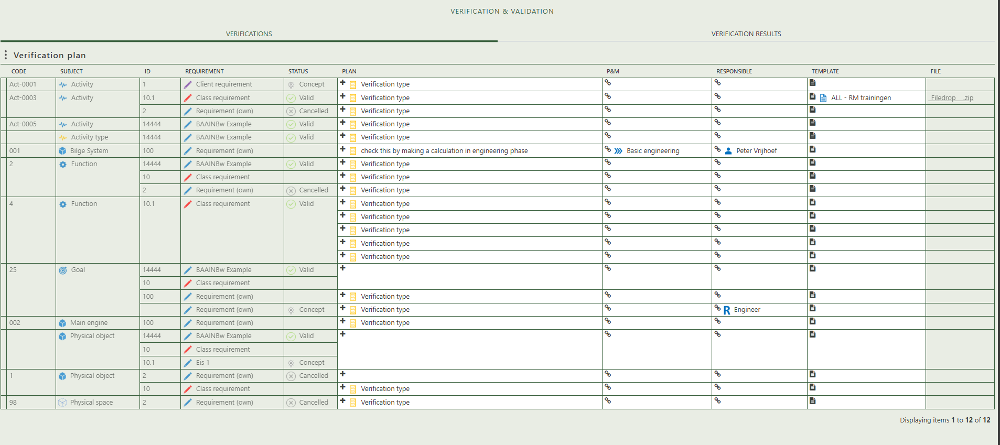 VERIFICATION & VALIDATION
VERIFICATIONS VERIFICATION RESULTS
Verification plan
CODE SUBJECT ID REQUIREMENT STATUS PLAN P&M RESPONSIBLE TEMPLATE FILE
Act-0001 Activity 1 Client requirement Concept Verification type
Act-0003 Activity 10.1 Class requirement Valid Verification type ALL - RM trainingen _Filedrop__.zip
2 Requirement (own) Cancelled Verification type
Act-0005 Activity 14444 BAAINBw Example Valid Verification type
Activity type 14444 BAAINBw Example Valid Verification type
001 Bilge System 100 Requirement (own) check this by making a calculation in engineering phase Basic engineering Peter Vrijhoef
2 Function 14444 BAAINBw Example Valid Verification type
10 Class requirement Verification type
2 Requirement (own) Cancelled Verification type
4 Function 10.1 Class requirement Valid Verification type
Verification type
Verification type
Verification type
Verification type
25 Goal 14444 BAAINBw Example Valid
10 Class requirement
100 Requirement (own) Verification type
Requirement (own) Concept Verification type R Engineer
002 Main engine 100 Requirement (own) Verification type
Physical object 14444 BAAINBw Example Valid
10 Class requirement
10.1 Eis 1 Concept
1 Physical object 2 Requirement (own) Cancelled
10 Class requirement Verification type
98 Physical space 2 Requirement (own) Cancelled Verification type
Displaying items 1 to 12 of 12